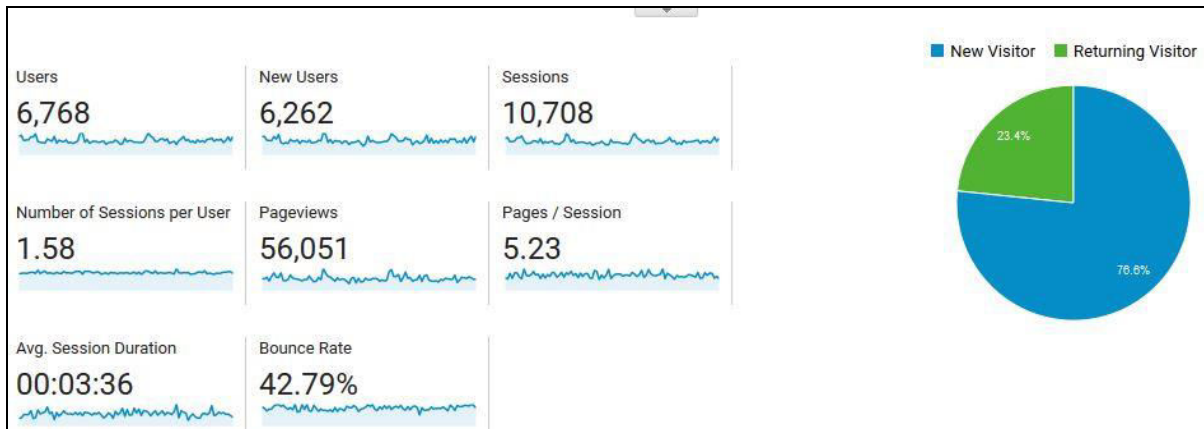 New Visitor Returning Visitor
Users New Users Sessions
6,768 6,262 10,708
23.4%
Number of Sessions per User Pageviews Pages / Session
1.58 56,051 5.23
76.6%
Avg. Session Duration Bounce Rate
00:03:36 42.79%